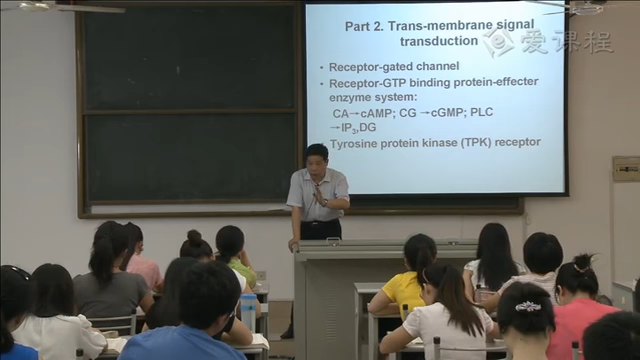 Part 2. Trans-membrane signal
transduction
爱课程
• Receptor-gated channel
• Receptor-GTP binding protein-effecter
enzyme system:
CA→cAMP; CG →cGMP; PLC
→IP₃,DG
• Tyrosine protein kinase (TPK) receptor